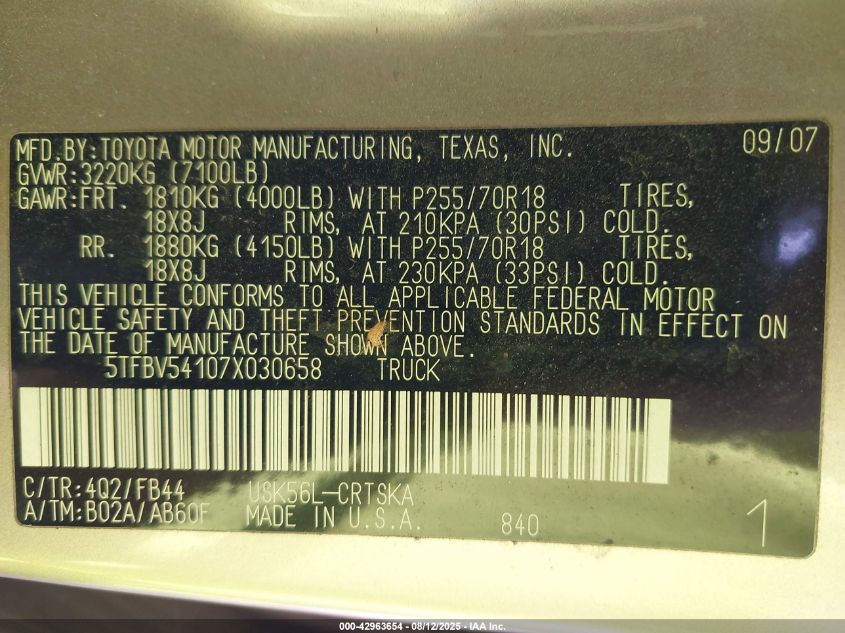 MFD.BY:TOYOTA MOTOR MANUFACTURING, TEXAS, INC. 09/07
GVWR:3220KG (7100LB)
GAWR:FRT. 1810KG (4000LB) WITH P255/70R18 TIRES,
18X8J RIMS, AT 210KPA (30PSI) COLD.
RR. 1880KG (4150LB) WITH P255/70R18 TIRES,
18X8J RIMS, AT 230KPA (33PSI) COLD.
THIS VEHICLE CONFORMS TO ALL APPLICABLE FEDERAL MOTOR
VEHICLE SAFETY AND THEFT PREVENTION STANDARDS IN EFFECT ON
THE DATE OF MANUFACTURE SHOWN ABOVE.
5TFBV54107X030658 TRUCK
C/TR:4Q2/FB44 USK56L-CRTSKA
A/TM:B02A/AB60F MADE IN U.S.A. 840 1
000-42963654 - 08/12/2025 - IAA Inc.